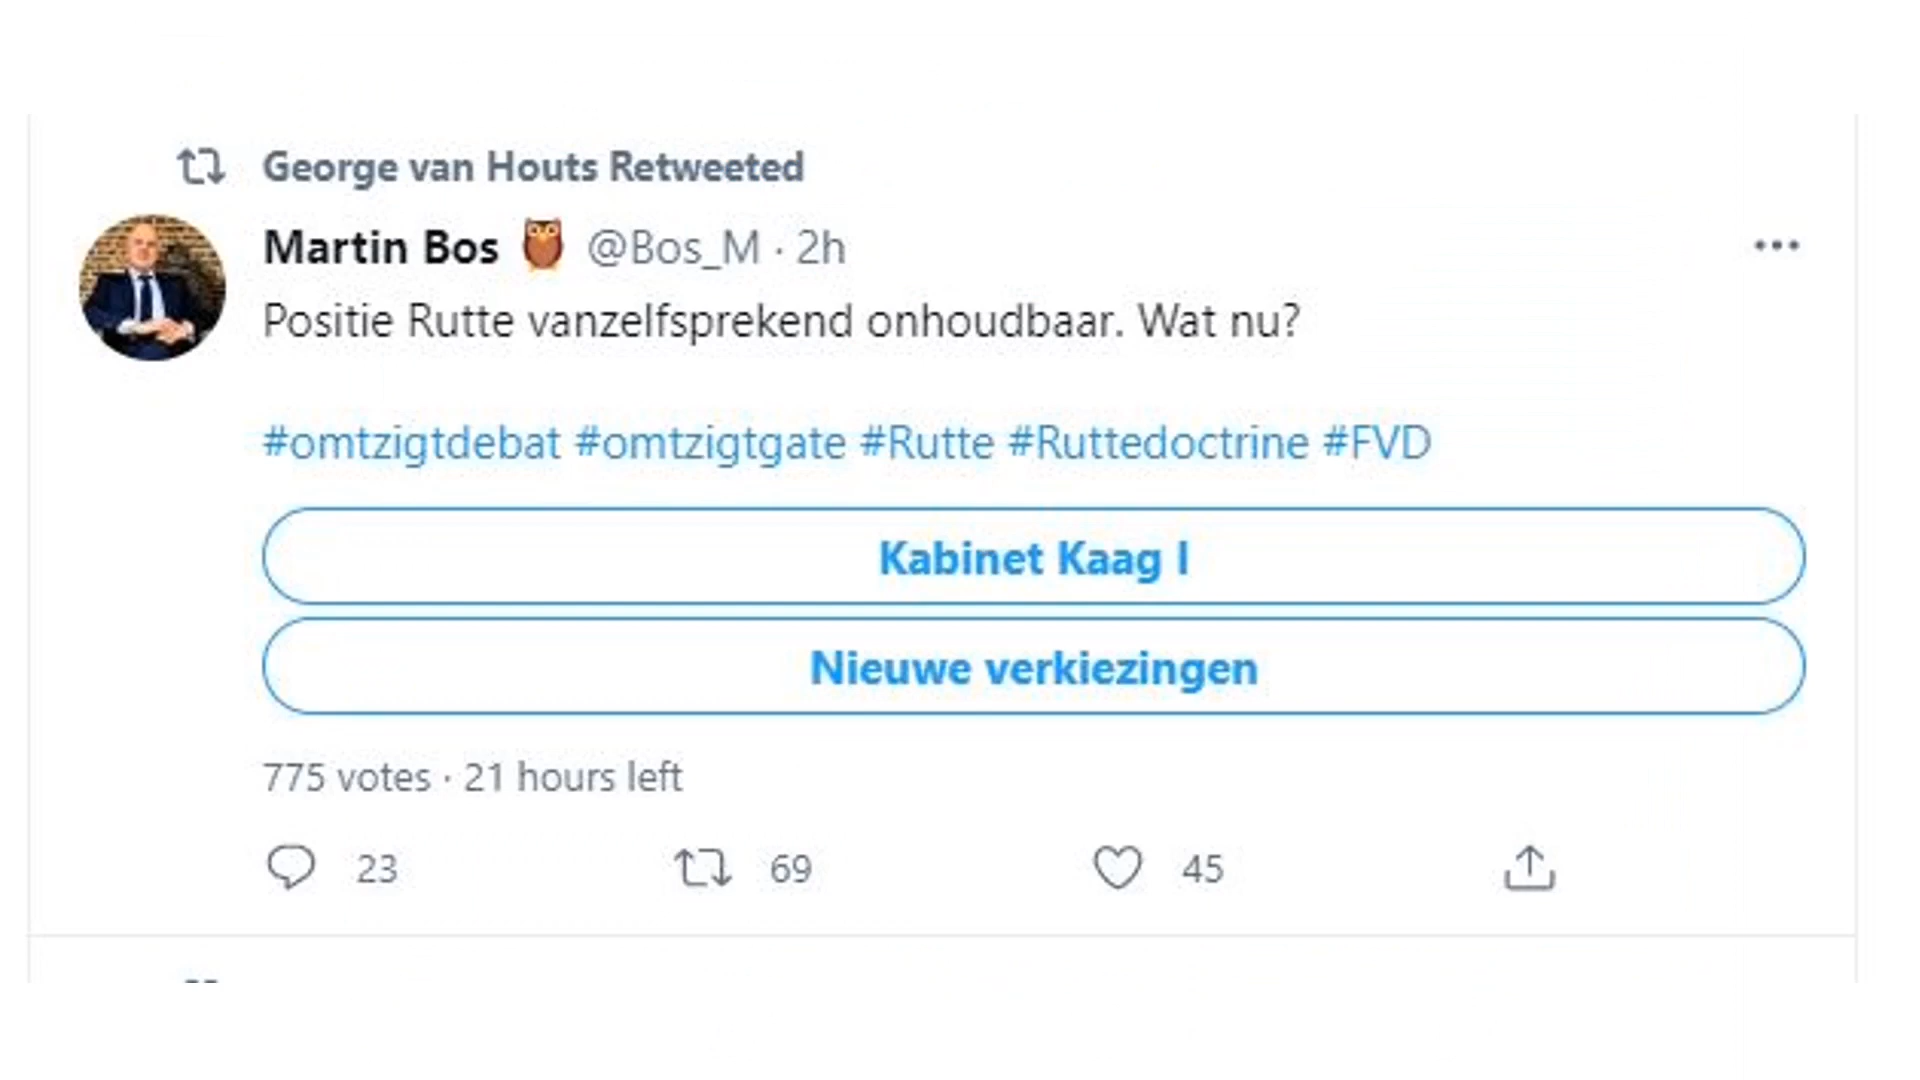 George van Houts Retweeted
Martin Bos 🦉 @Bos_M · 2h
Positie Rutte vanzelfsprekend onhoudbaar. Wat nu?
#omtzigtdebat #omtzigtgate #Rutte #Ruttedoctrine #FVD
Kabinet Kaag I
Nieuwe verkiezingen
775 votes · 21 hours left
23 69 45